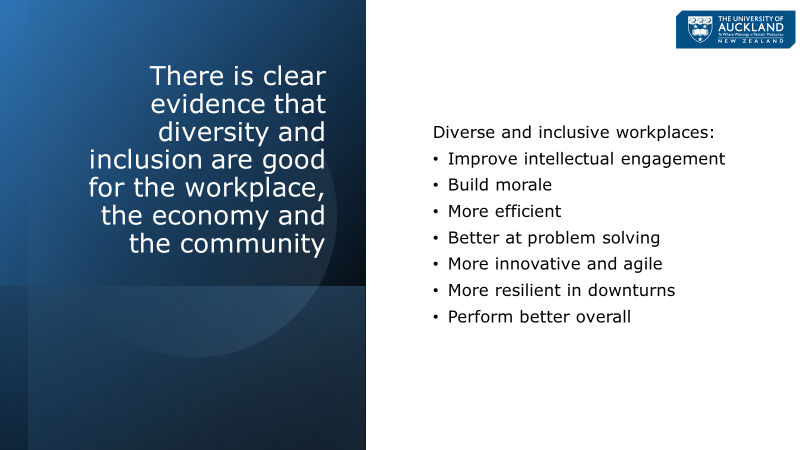 There is clear
evidence that
diversity and
inclusion are good
for the workplace,
the economy and
the community
THE UNIVERSITY OF
AUCKLAND
Te Whare Wānanga o Tāmaki Makaurau
NEW ZEALAND
Diverse and inclusive workplaces:
• Improve intellectual engagement
• Build morale
• More efficient
• Better at problem solving
• More innovative and agile
• More resilient in downturns
• Perform better overall